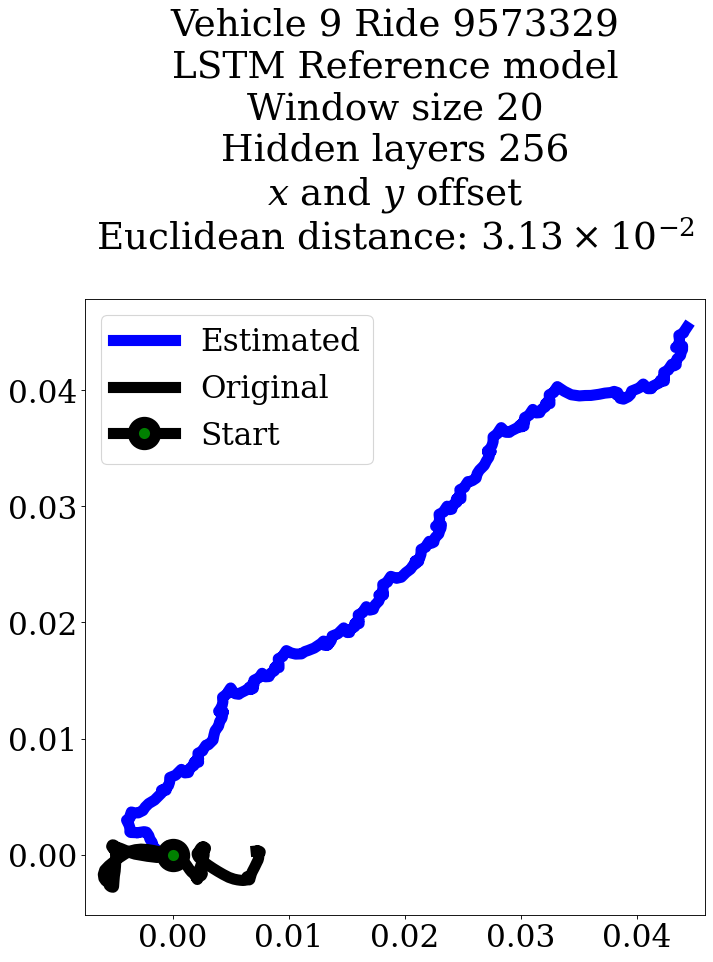 Vehicle 9 Ride 9573329
LSTM Reference model
Window size 20
Hidden layers 256
x and y offset
Euclidean distance: 3.13 × 10⁻²
Estimated
Original
Start
0.04
0.03
0.02
0.01
0.00
0.00 0.01 0.02 0.03 0.04